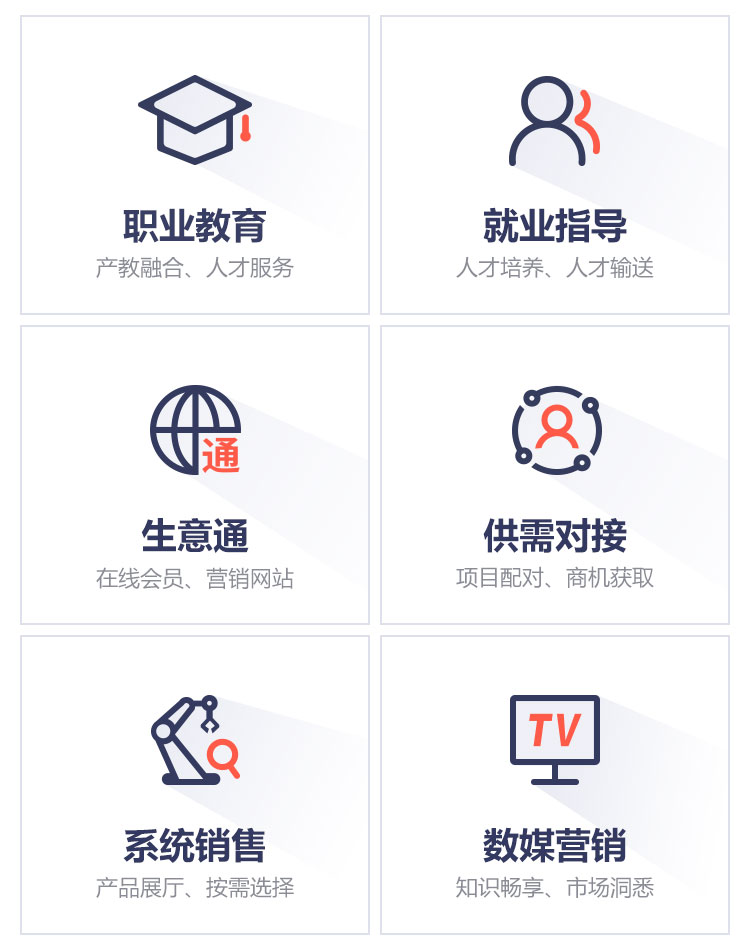 职业教育
产教融合、人才服务
就业指导
人才培养、人才输送
通
生意通
在线会员、营销网站
供需对接
项目配对、商机获取
系统销售
产品展厅、按需选择
TV
数媒营销
知识畅享、市场洞悉